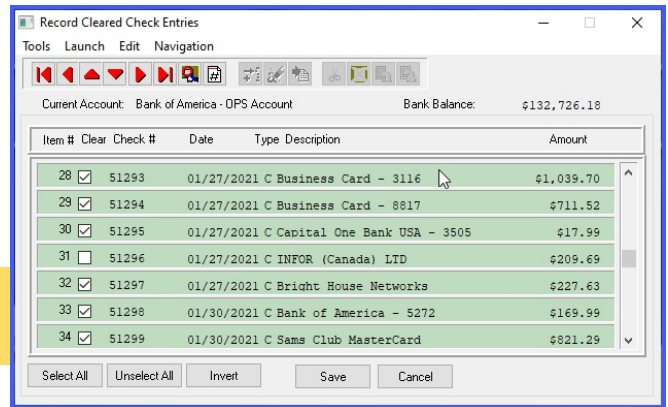 Record Cleared Check Entries
Tools Launch Edit Navigation
Current Account: Bank of America - OPS Account Bank Balance: $132,726.18
Item # Clear Check # Date Type Description Amount
28 51293 01/27/2021 C Business Card - 3116 $1,039.70
29 51294 01/27/2021 C Business Card - 8817 $711.52
30 51295 01/27/2021 C Capital One Bank USA - 3505 $17.99
31 51296 01/27/2021 C INFOR (Canada) LTD $209.69
32 51297 01/27/2021 C Bright House Networks $227.63
33 51298 01/30/2021 C Bank of America - 5272 $169.99
34 51299 01/30/2021 C Sams Club MasterCard $821.29
Select All Unselect All Invert Save Cancel